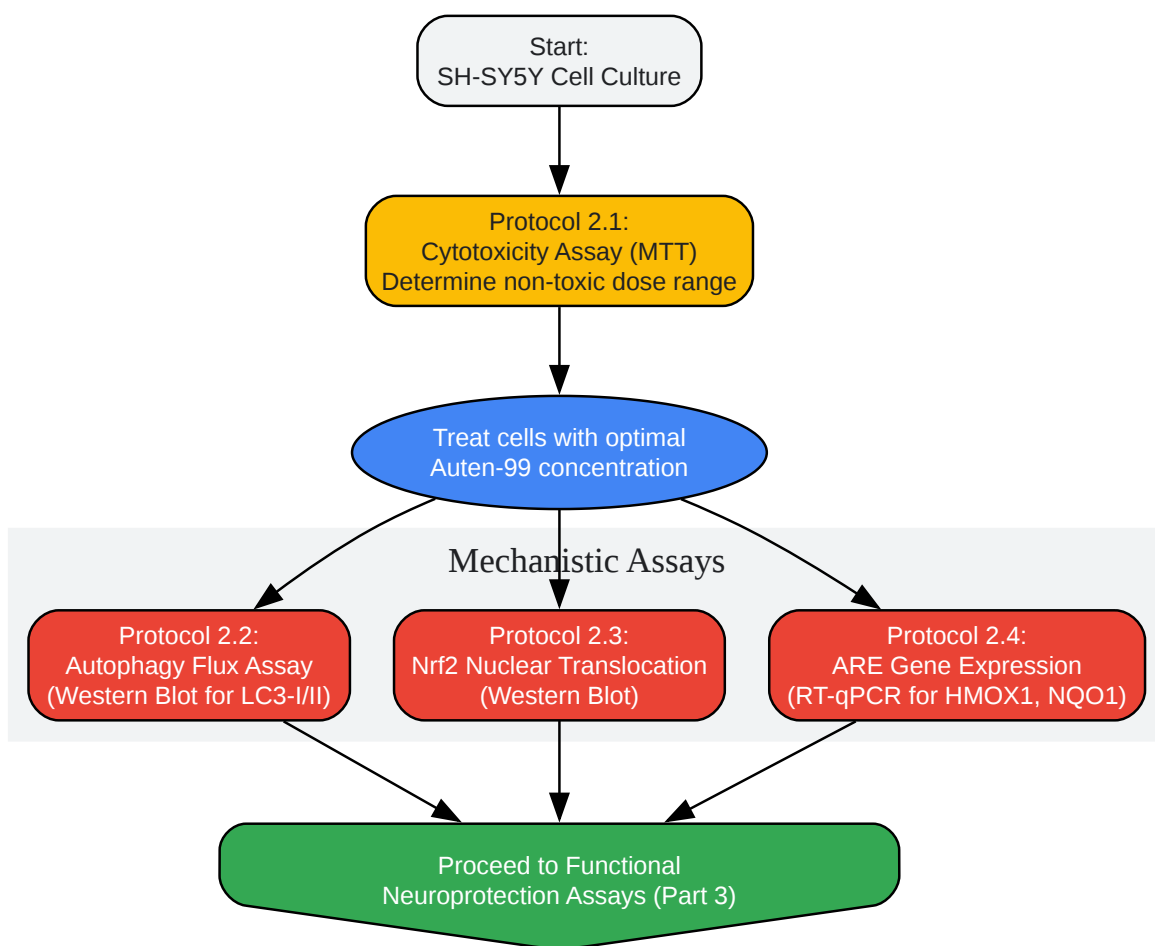 Start:
SH-SY5Y Cell Culture
Protocol 2.1:
Cytotoxicity Assay (MTT)
Determine non-toxic dose range
Treat cells with optimal
Auten-99 concentration
Mechanistic Assays
Protocol 2.2:
Autophagy Flux Assay
(Western Blot for LC3-I/II)
Protocol 2.3:
Nrf2 Nuclear Translocation
(Western Blot)
Protocol 2.4:
ARE Gene Expression
(RT-qPCR for HMOX1, NQO1)
Proceed to Functional
Neuroprotection Assays (Part 3)